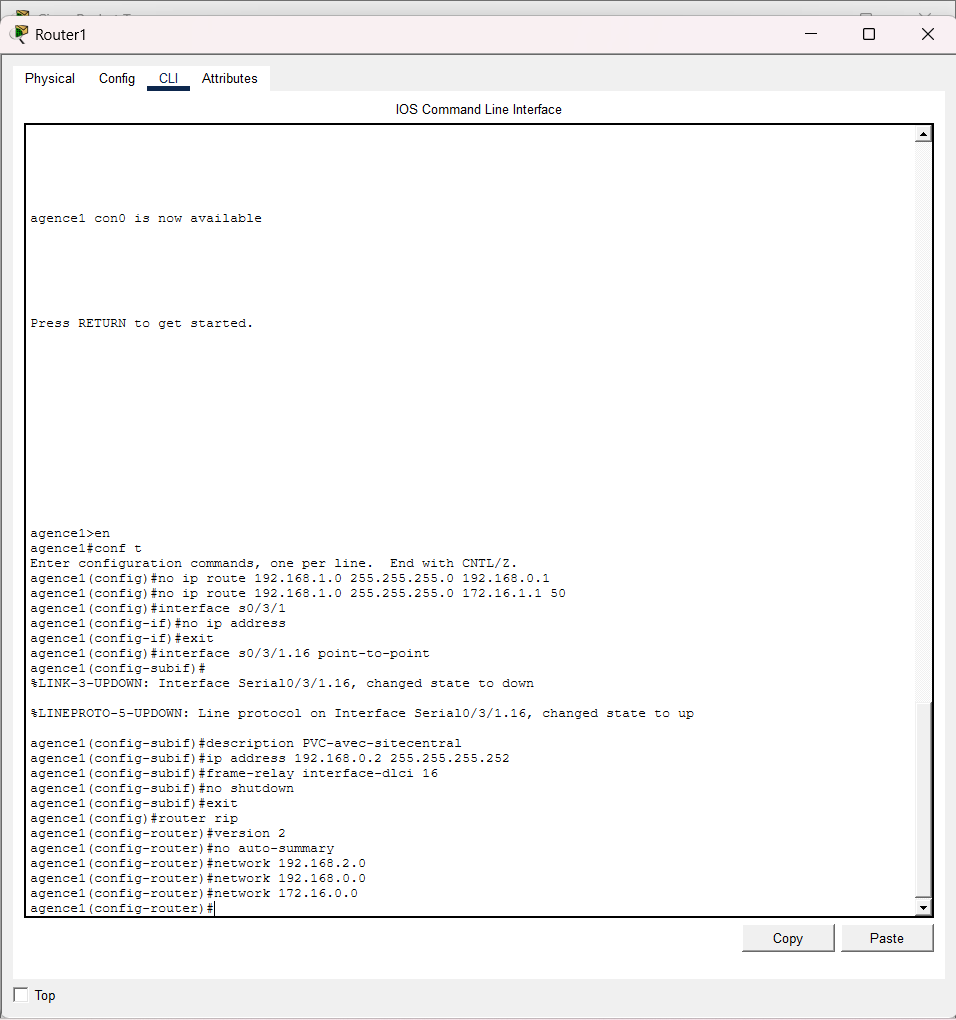 Router1
Physical Config CLI Attributes
IOS Command Line Interface
agence1 con0 is now available
Press RETURN to get started.
agence1>en
agence1#conf t
Enter configuration commands, one per line.  End with CNTL/Z.
agence1(config)#no ip route 192.168.1.0 255.255.255.0 192.168.0.1
agence1(config)#no ip route 192.168.1.0 255.255.255.0 172.16.1.1 50
agence1(config)#interface s0/3/1
agence1(config-if)#no ip address
agence1(config-if)#exit
agence1(config)#interface s0/3/1.16 point-to-point
agence1(config-subif)#
%LINK-3-UPDOWN: Interface Serial0/3/1.16, changed state to down
%LINEPROTO-5-UPDOWN: Line protocol on Interface Serial0/3/1.16, changed state to up
agence1(config-subif)#description PVC-avec-sitecentral
agence1(config-subif)#ip address 192.168.0.2 255.255.255.252
agence1(config-subif)#frame-relay interface-dlci 16
agence1(config-subif)#no shutdown
agence1(config-subif)#exit
agence1(config)#router rip
agence1(config-router)#version 2
agence1(config-router)#no auto-summary
agence1(config-router)#network 192.168.2.0
agence1(config-router)#network 192.168.0.0
agence1(config-router)#network 172.16.0.0
agence1(config-router)#
Copy Paste
Top